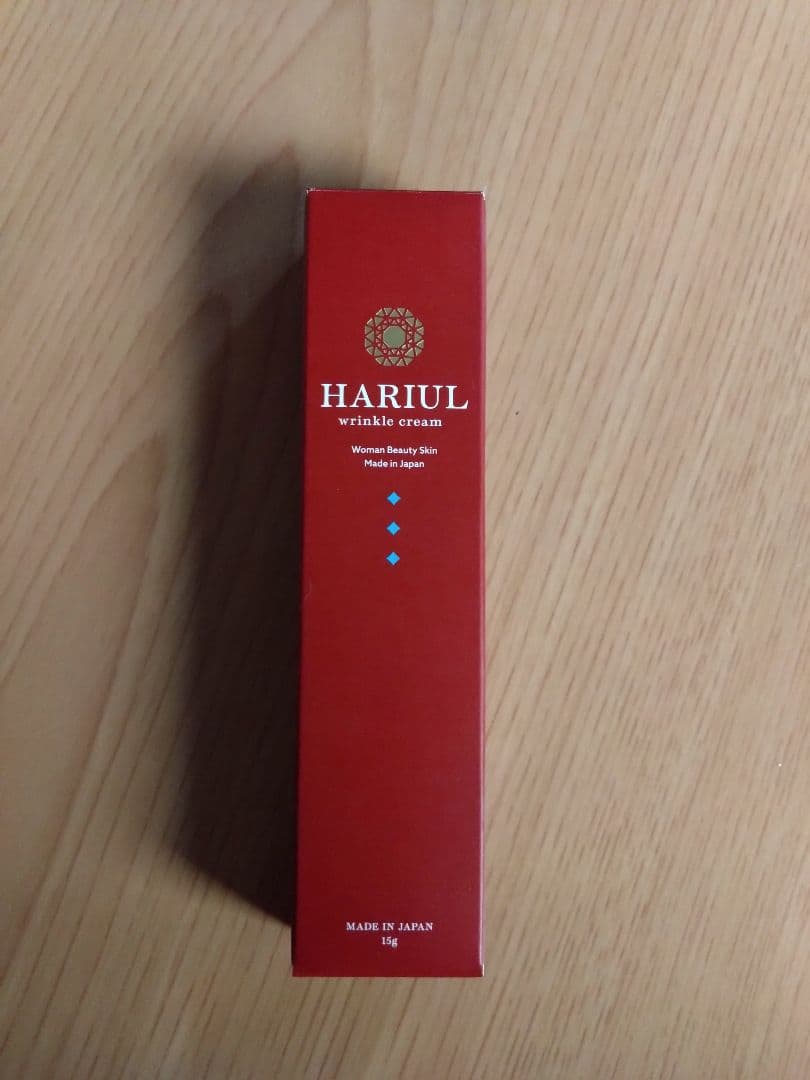 HARIUL
wrinkle cream
Woman Beauty Skin
Made in Japan
MADE IN JAPAN
15g